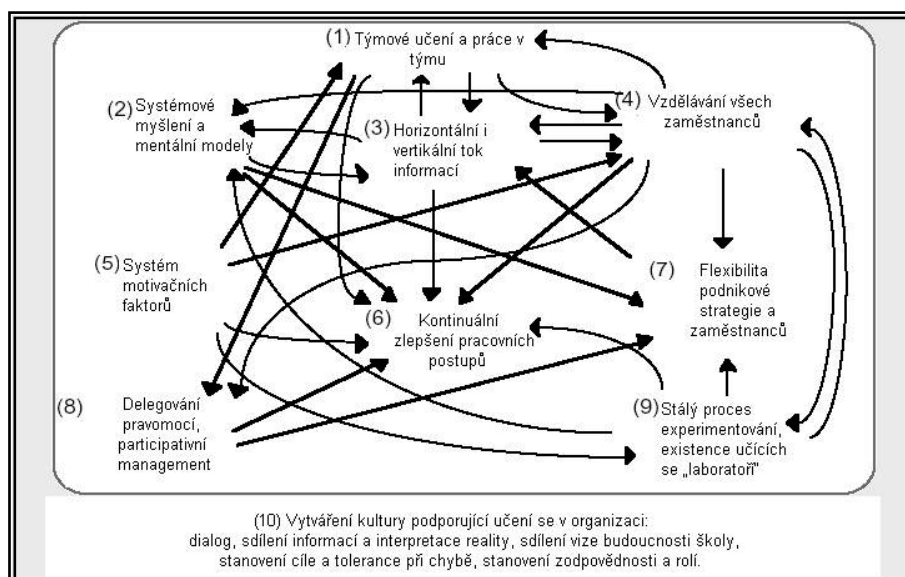 (1) Týmové učení a práce v
týmu
(2) Systémové
myšlení a
mentální modely
(3) Horizontální i
vertikální tok
informací
(4) Vzdělávání všech
zaměstnanců
(5) Systém
motivačních
faktorů
(6) Kontinuální
zlepšení pracovních
postupů
(7) Flexibilita
podnikové
strategie a
zaměstnanců
(8) Delegování
pravomocí,
participativní
management
(9) Stálý proces
experimentování,
existence učících
se „laboratoří"
(10) Vytváření kultury podporující učení se v organizaci:
dialog, sdílení informací a interpretace reality, sdílení vize budoucnosti školy,
stanovení cíle a tolerance při chybě, stanovení zodpovědnosti a rolí.